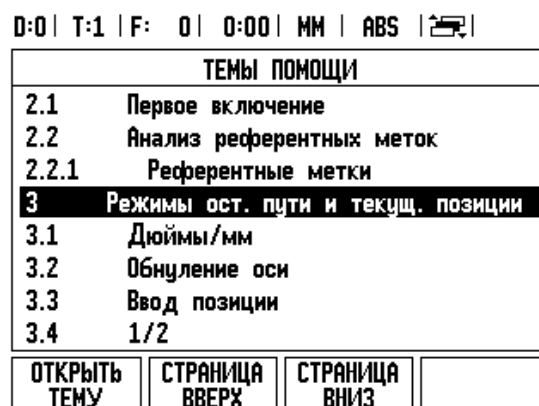 D:0 | T:1 | F: 0 | 0:00 | MM | ABS |
ТЕМЫ ПОМОЩИ
2.1 Первое включение
2.2 Анализ референтных меток
2.2.1 Референтные метки
3 Режимы ост. пути и текущ. позиции
3.1 Дюймы/мм
3.2 Обнуление оси
3.3 Ввод позиции
3.4 1/2
ОТКРЫТЬ ТЕМУ
СТРАНИЦА ВВЕРХ
СТРАНИЦА ВНИЗ